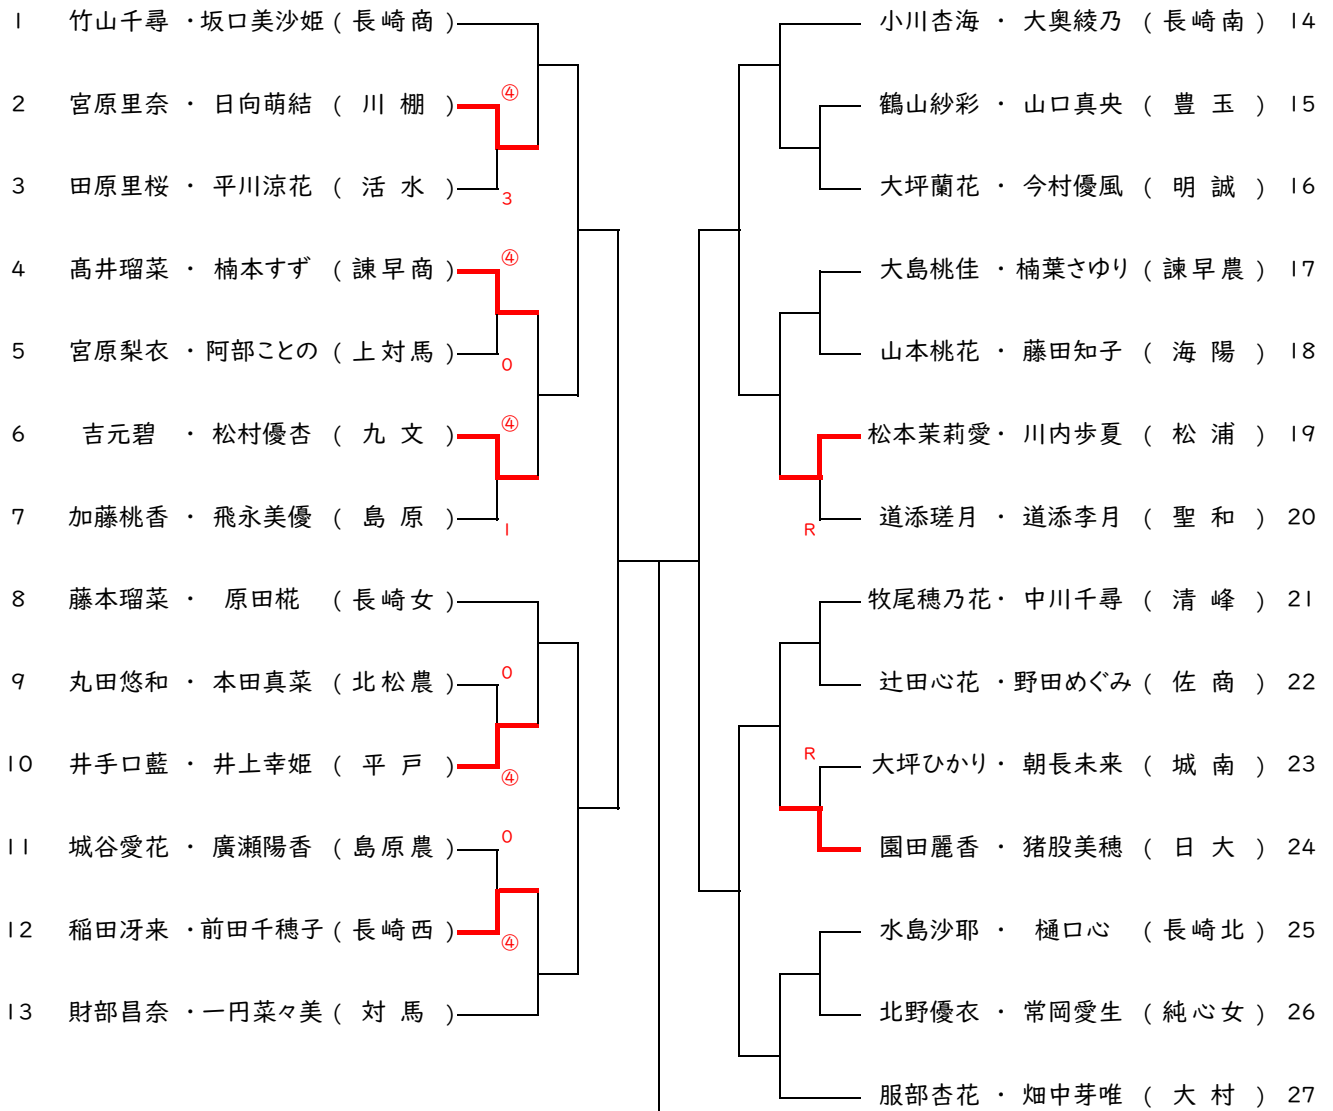 1 竹山千尋・坂口美沙姫 ( 長崎商 )
2 宮原里奈 ・ 日向萌結 ( 川 棚 ) ④
3 田原里桜 ・ 平川涼花 ( 活 水 ) 3
4 髙井瑠菜 ・ 楠本すず ( 諫早商 ) ④
5 宮原梨衣 ・ 阿部ことの ( 上対馬 ) 0
6 吉元碧 ・ 松村優杏 ( 九 文 ) ④
7 加藤桃香 ・ 飛永美優 ( 島 原 ) 1
8 藤本瑠菜 ・ 原田椛 ( 長崎女 )
9 丸田悠和 ・ 本田真菜 ( 北松農 ) 0
10 井手口藍 ・ 井上幸姫 ( 平 戸 ) ④
11 城谷愛花 ・ 廣瀬陽香 ( 島原農 ) 0
12 稲田冴来 ・ 前田千穂子 ( 長崎西 ) ④
13 財部昌奈 ・ 一円菜々美 ( 対 馬 )
小川杏海 ・ 大奥綾乃 ( 長崎南 ) 14
鶴山紗彩 ・ 山口真央 ( 豊 玉 ) 15
大坪蘭花 ・ 今村優風 ( 明 誠 ) 16
大島桃佳 ・ 楠葉さゆり ( 諫早農 ) 17
山本桃花 ・ 藤田知子 ( 海 陽 ) 18
松本茉莉愛 ・ 川内歩夏 ( 松 浦 ) 19
R 道添瑳月 ・ 道添李月 ( 聖 和 ) 20
牧尾穂乃花 ・ 中川千尋 ( 清 峰 ) 21
辻田心花 ・ 野田めぐみ ( 佐 商 ) 22
R 大坪ひかり ・ 朝長未来 ( 城 南 ) 23
園田麗香 ・ 猪股美穂 ( 日 大 ) 24
水島沙耶 ・ 樋口心 ( 長崎北 ) 25
北野優衣 ・ 常岡愛生 ( 純心女 ) 26
服部杏花 ・ 畑中芽唯 ( 大 村 ) 27